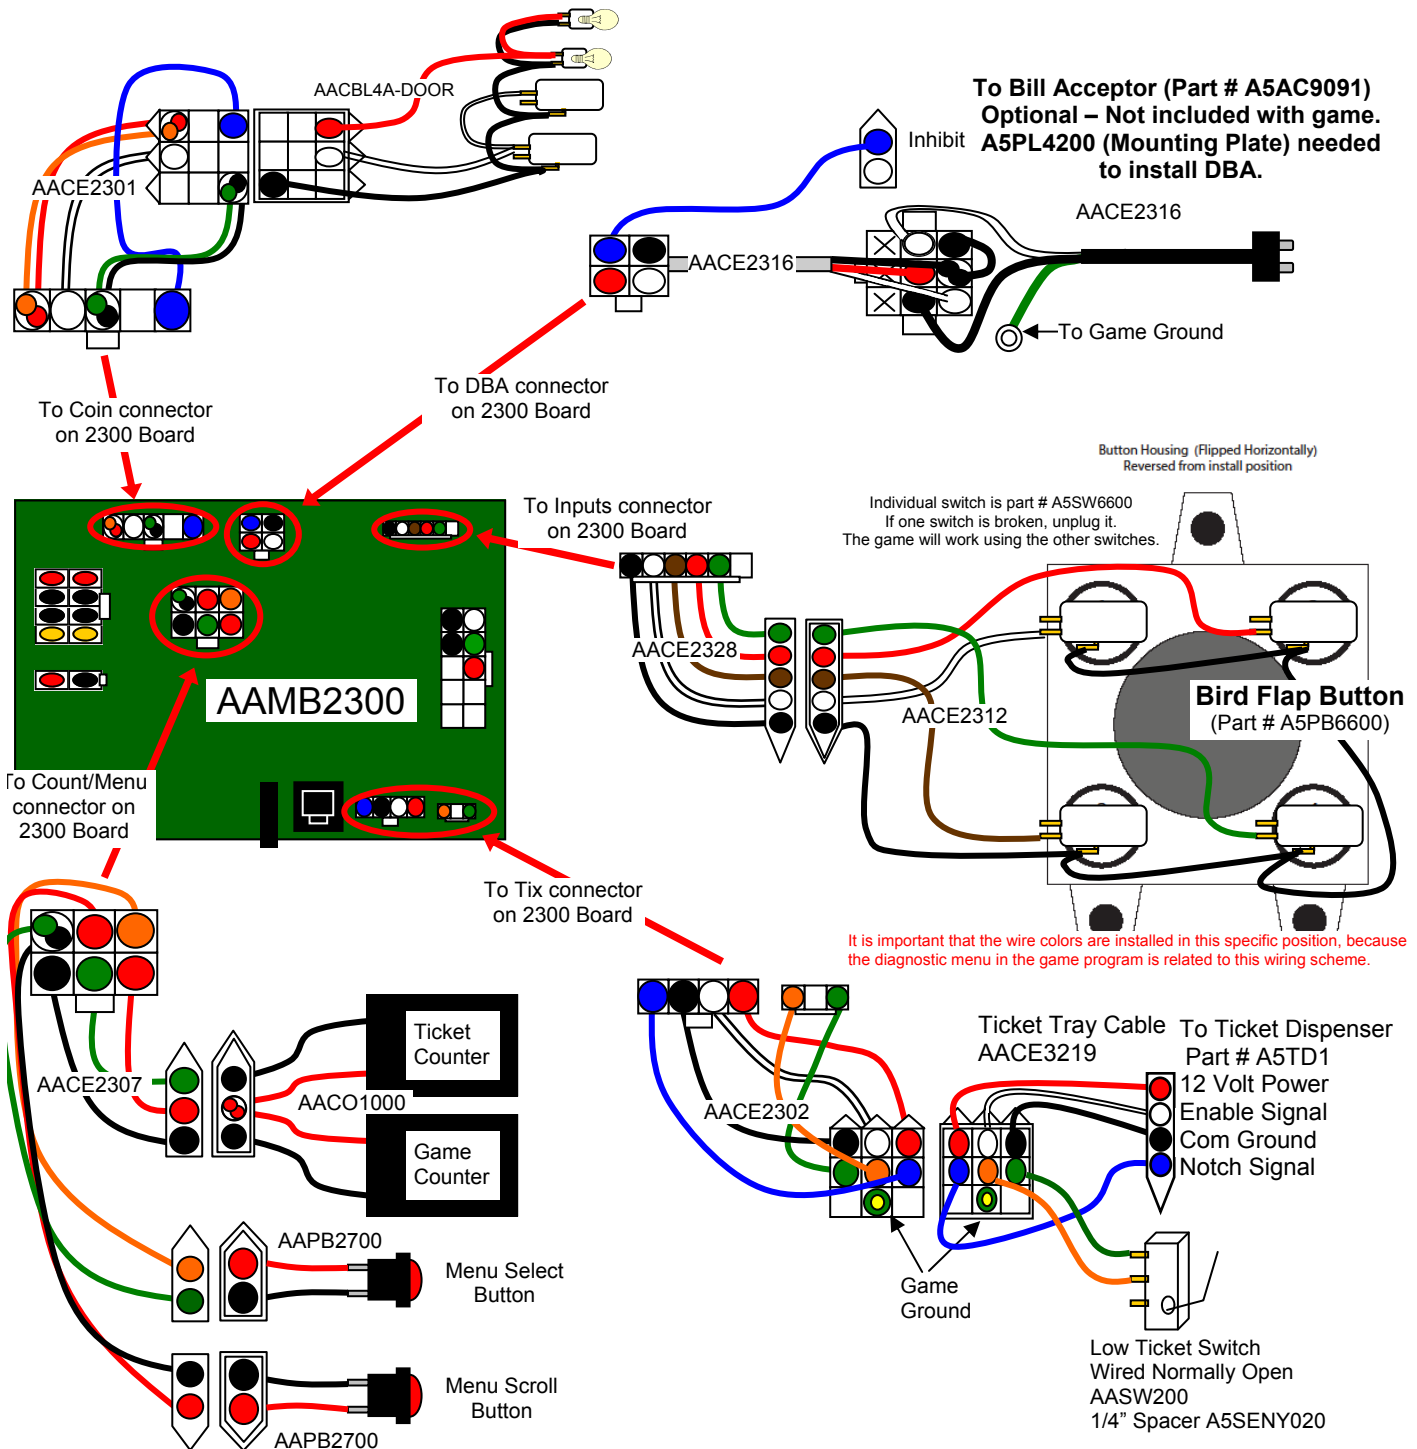 AACBL4A-DOOR
AACE2301
To Bill Acceptor (Part # A5AC9091)
Optional – Not included with game.
A5PL4200 (Mounting Plate) needed
to install DBA.
Inhibit
AACE2316
AACE2316
To Game Ground
To Coin connector
on 2300 Board
To DBA connector
on 2300 Board
Button Housing (Flipped Horizontally)
Reversed from install position
To Inputs connector
on 2300 Board
Individual switch is part # A5SW6600
If one switch is broken, unplug it.
The game will work using the other switches.
AACE2328
AACE2312
Bird Flap Button
(Part # A5PB6600)
AAMB2300
To Count/Menu
connector on
2300 Board
To Tix connector
on 2300 Board
It is important that the wire colors are installed in this specific position, because
the diagnostic menu in the game program is related to this wiring scheme.
Ticket
Counter
AACE2307
AACO1000
Game
Counter
AAPB2700
Menu Select
Button
Menu Scroll
Button
AAPB2700
Ticket Tray Cable
AACE3219
To Ticket Dispenser
Part # A5TD1
12 Volt Power
Enable Signal
Com Ground
Notch Signal
AACE2302
Game
Ground
Low Ticket Switch
Wired Normally Open
AASW200
1/4” Spacer A5SENY020